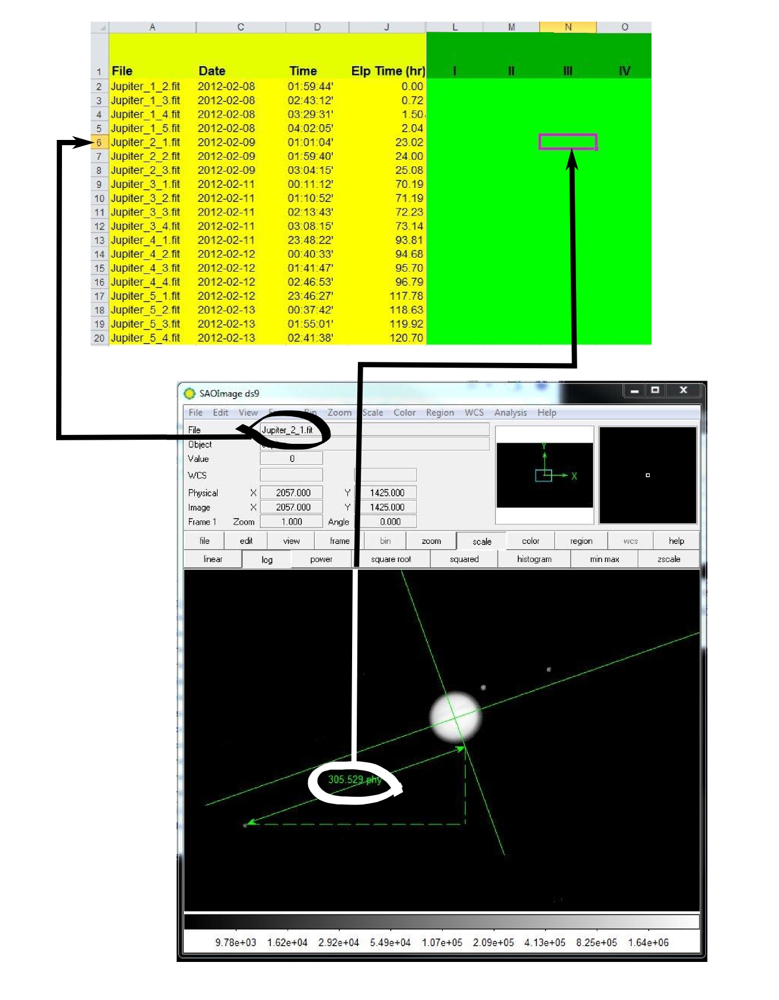 A C D J L M N O
1 File Date Time Elp Time (hr) I II III IV
2 Jupiter_1_2.fit 2012-02-08 01:59:44' 0.00
3 Jupiter_1_3.fit 2012-02-08 02:43:12' 0.72
4 Jupiter_1_4.fit 2012-02-08 03:29:31' 1.50
5 Jupiter_1_5.fit 2012-02-08 04:02:05' 2.04
6 Jupiter_2_1.fit 2012-02-09 01:01:04' 23.02
7 Jupiter_2_2.fit 2012-02-09 01:59:40' 24.00
8 Jupiter_2_3.fit 2012-02-09 03:04:15' 25.08
9 Jupiter_3_1.fit 2012-02-11 00:11:12' 70.19
10 Jupiter_3_2.fit 2012-02-11 01:10:52' 71.19
11 Jupiter_3_3.fit 2012-02-11 02:13:43' 72.23
12 Jupiter_3_4.fit 2012-02-11 03:08:15' 73.14
13 Jupiter_4_1.fit 2012-02-11 23:48:22' 93.81
14 Jupiter_4_2.fit 2012-02-12 00:40:33' 94.68
15 Jupiter_4_3.fit 2012-02-12 01:41:47' 95.70
16 Jupiter_4_4.fit 2012-02-12 02:46:53' 96.79
17 Jupiter_5_1.fit 2012-02-12 23:46:27' 117.78
18 Jupiter_5_2.fit 2012-02-13 00:37:42' 118.63
19 Jupiter_5_3.fit 2012-02-13 01:55:01' 119.92
20 Jupiter_5_4.fit 2012-02-13 02:41:38' 120.70
SAOImage ds9
File Edit View Zoom Scale Color Region WCS Analysis Help
File Jupiter_2_1.fit
Object
Value 0
WCS
Physical X 2057.000 Y 1425.000
Image X 2057.000 Y 1425.000
Frame 1 Zoom 1.000 Angle 0.000
Y
X
file edit view frame bin zoom scale color region wcs help
linear log power square root squared histogram min max zscale
305.529 phy
9.78e+03 1.62e+04 2.92e+04 5.49e+04 1.07e+05 2.09e+05 4.13e+05 8.25e+05 1.64e+06